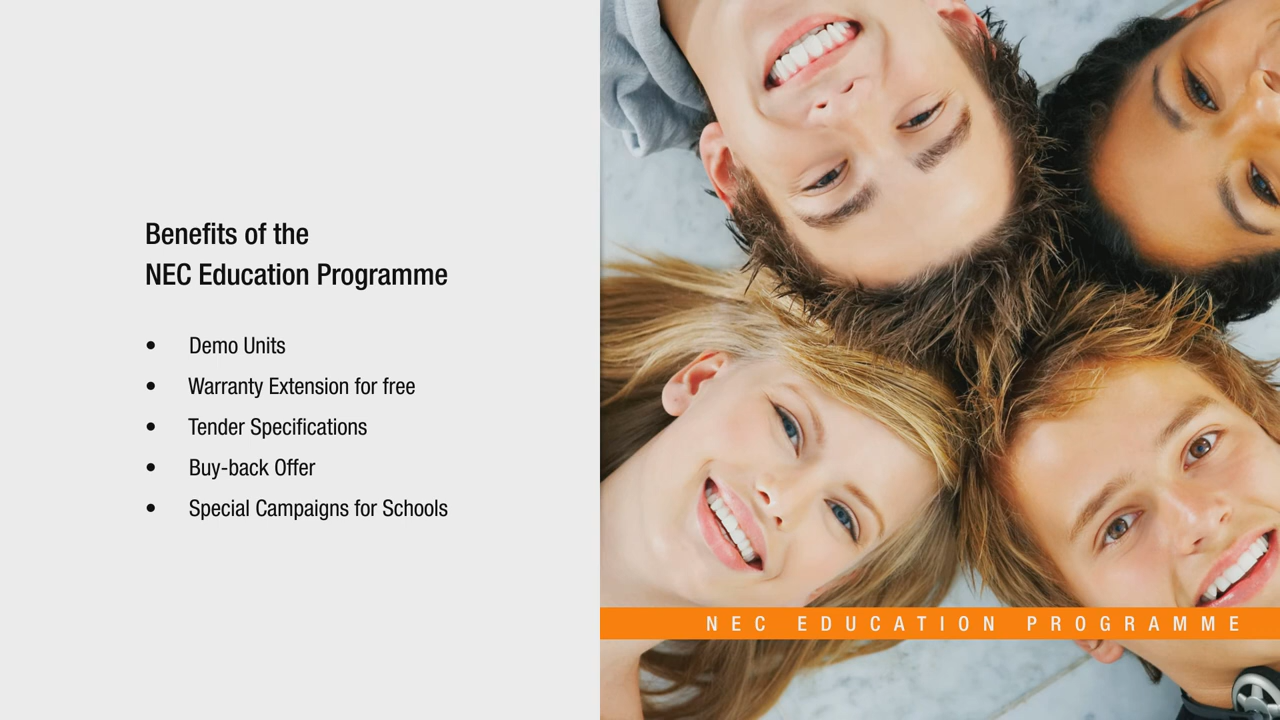 Benefits of the
NEC Education Programme
• Demo Units
• Warranty Extension for free
• Tender Specifications
• Buy-back Offer
• Special Campaigns for Schools
NEC EDUCATION PROGRAMME